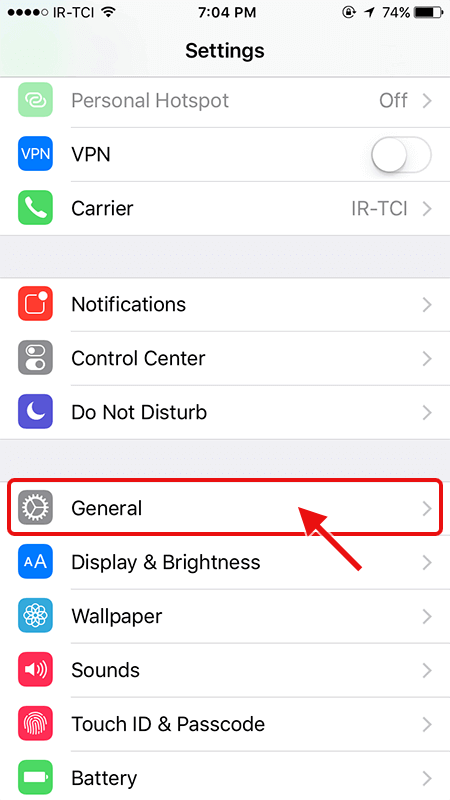 IR-TCI 7:04 PM 74%
Settings
Personal Hotspot Off
VPN VPN
Carrier IR-TCI
Notifications
Control Center
Do Not Disturb
General
AA Display & Brightness
Wallpaper
Sounds
Touch ID & Passcode
Battery